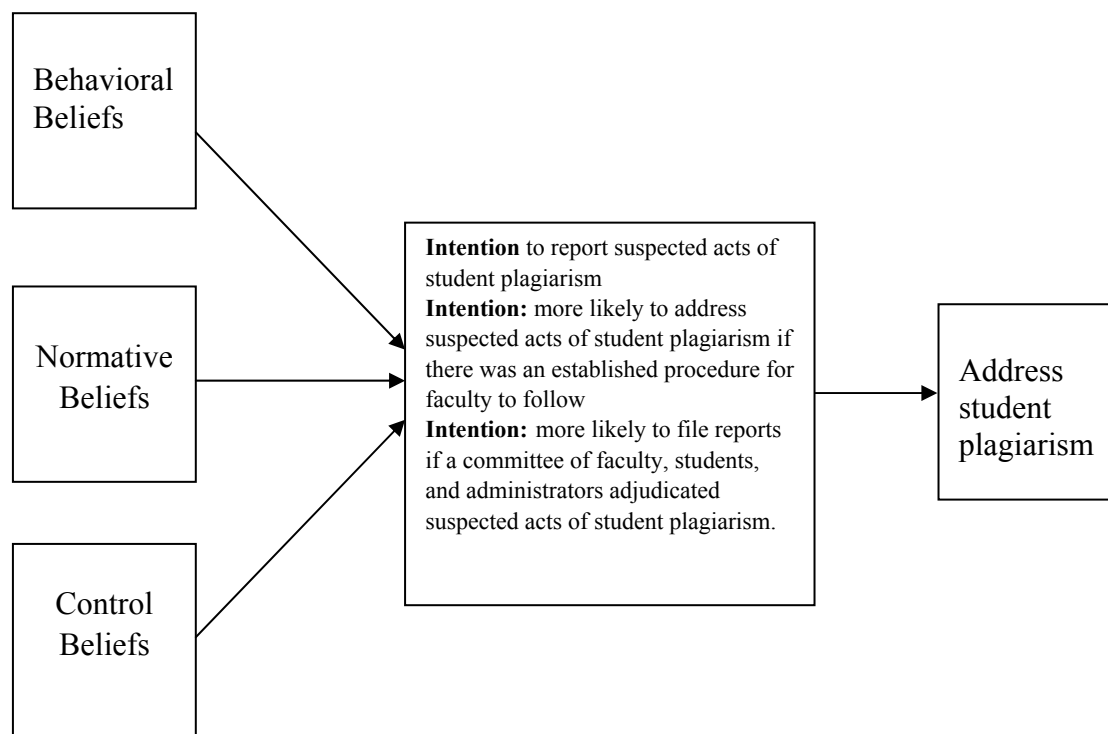 Behavioral
Beliefs
Normative
Beliefs
Control
Beliefs
Intention to report suspected acts of
student plagiarism
Intention: more likely to address
suspected acts of student plagiarism if
there was an established procedure for
faculty to follow
Intention: more likely to file reports
if a committee of faculty, students,
and administrators adjudicated
suspected acts of student plagiarism.
Address
student
plagiarism